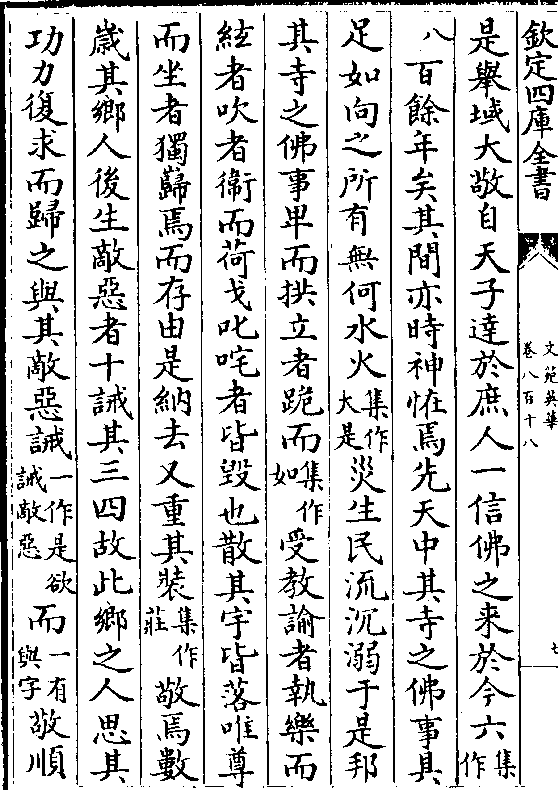 欽定四庫全書
文苑英華
卷八百十八
七
是舉域大敬自天子達於庶人一信佛之来於今六集作
八百餘年矣其間亦時神恠焉先天中其寺之佛事具
足如向之所有無何水火集作大是災生民流沉溺于是邦
其寺之佛事卑而拱立者跪而集作如受教諭者執樂而
絃者吹者衛而荷戈叱咤者皆毀也散其宇皆落唯尊
而坐者獨歸焉而存由是納去又重其裝集作莊敬焉數
歲其鄉人後生敵惡者十誡其三四故此鄉之人思其
功力復求而歸之與其敵惡誡一作是欲誡敵惡而一有與字敬順